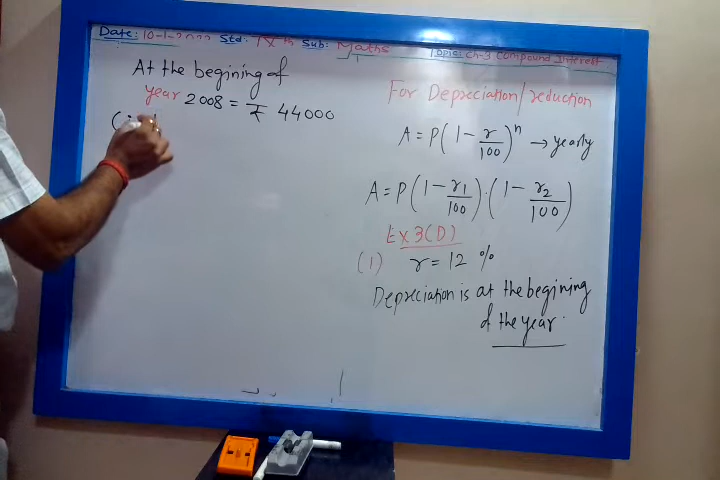 Date: 10-1-2022 Std: IX th Sub: Maths Topic: Ch-3 Compound Interest
At the begining of
year 2008 = ₹ 44000
(i)
For Depreciation/reduction
A = P(1 - r/100)^n → yearly
A = P(1 - r₁/100)·(1 - r₂/100)
Ex 3(D)
(1) r = 12 %
Depreciation is at the begining
of the year.